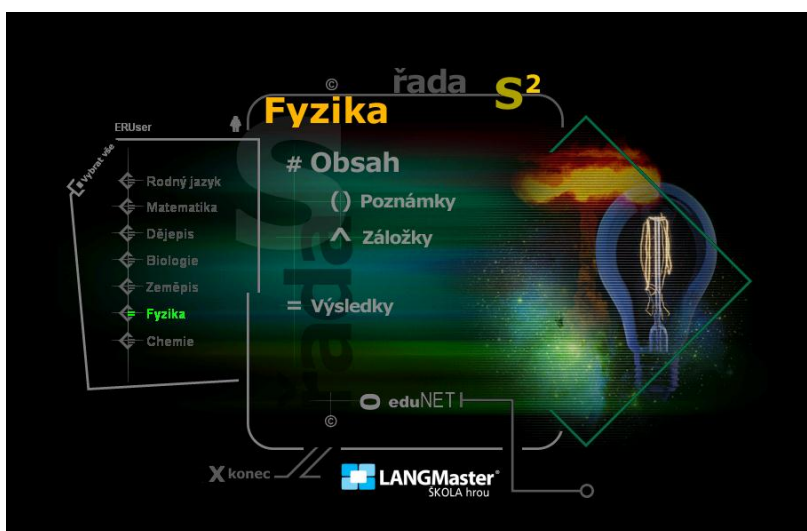 ©
řada S²
Fyzika
ERUser
Vybrat vše
Rodný jazyk
Matematika
Dějepis
Biologie
Zeměpis
Fyzika
Chemie
S
řada
# Obsah
( ) Poznámky
^ Záložky
= Výsledky
eduNET
©
X konec
LANGMaster®
ŠKOLA hrou